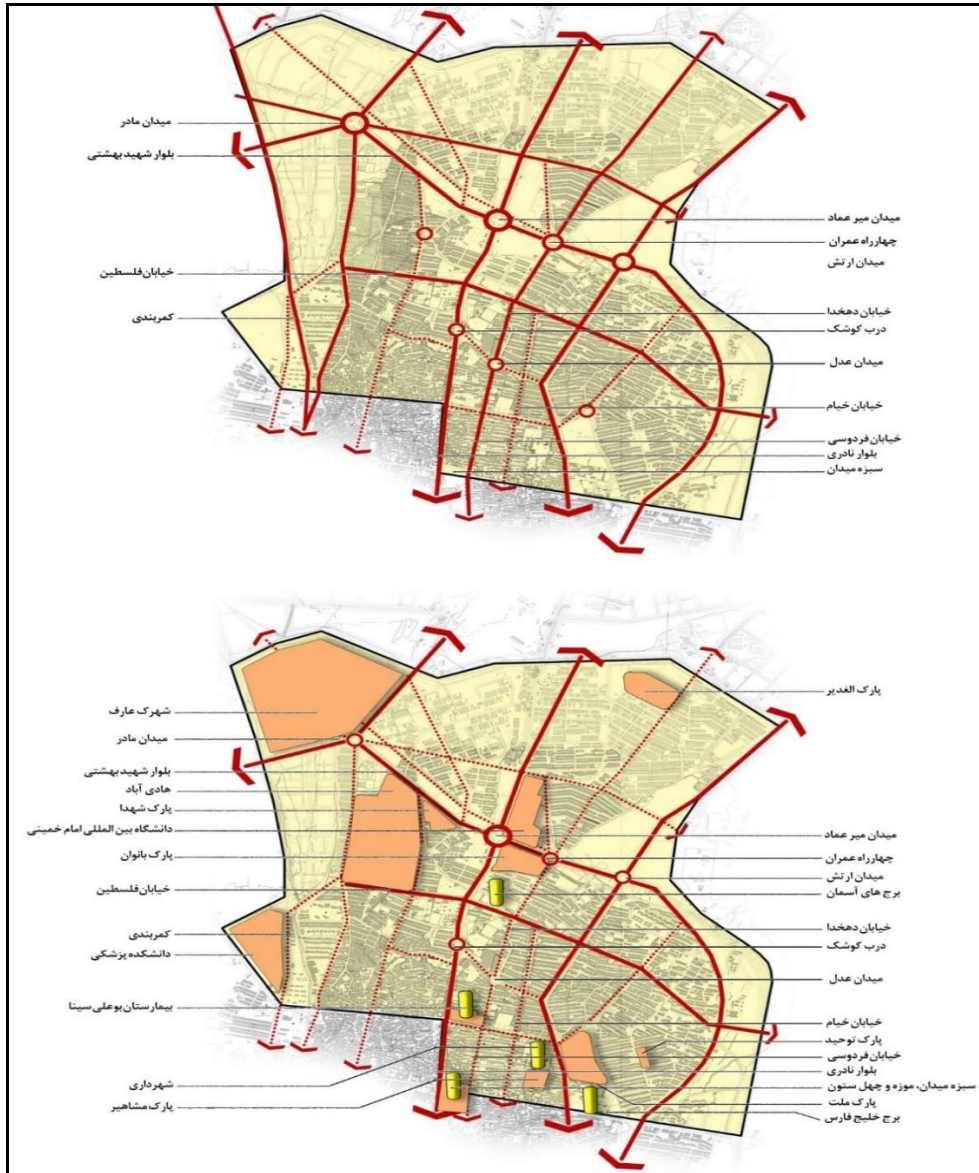 میدان مادر
بلوار شهید بهشتی
میدان میر عماد
چهارراه عمران
میدان ارتش
خیابان فلسطین
کمربندی
خیابان دهخدا
درب کوشک
میدان عدل
خیابان خیام
خیابان فردوسی
بلوار نادری
سبزه میدان
پارک الغدیر
شهرک عارف
میدان مادر
بلوار شهید بهشتی
هادی آباد
پارک شهدا
دانشگاه بین المللی امام خمینی
پارک بانوان
خیابان فلسطین
کمربندی
دانشکده پزشکی
بیمارستان بوعلی سینا
شهرداری
پارک مشاهیر
میدان میر عماد
چهارراه عمران
میدان ارتش
برج های آسمان
خیابان دهخدا
درب کوشک
میدان عدل
خیابان خیام
پارک توحید
خیابان فردوسی
بلوار نادری
سبزه میدان، موزه و چهل ستون
پارک ملت
برج خلیج فارس